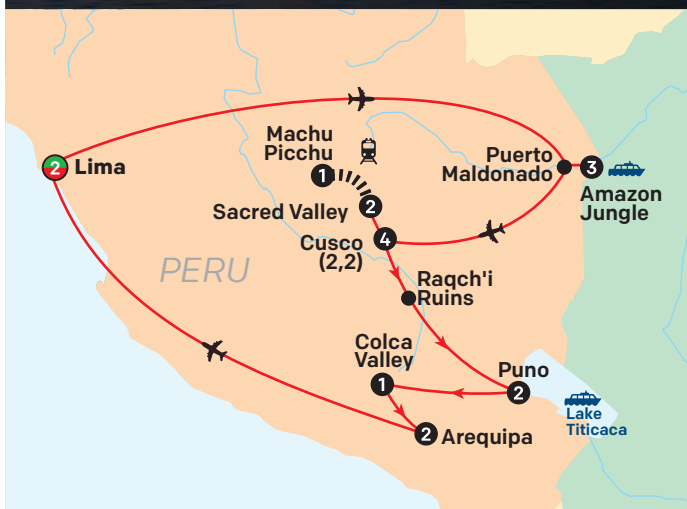 2 Lima
Machu
Picchu
1
Puerto
Maldonado
3
Amazon
Jungle
Sacred Valley 2
Cusco 4
(2,2)
PERU
Raqch'i
Ruins
Colca
Valley
1
Puno
2
Lake
Titicaca
2 Arequipa